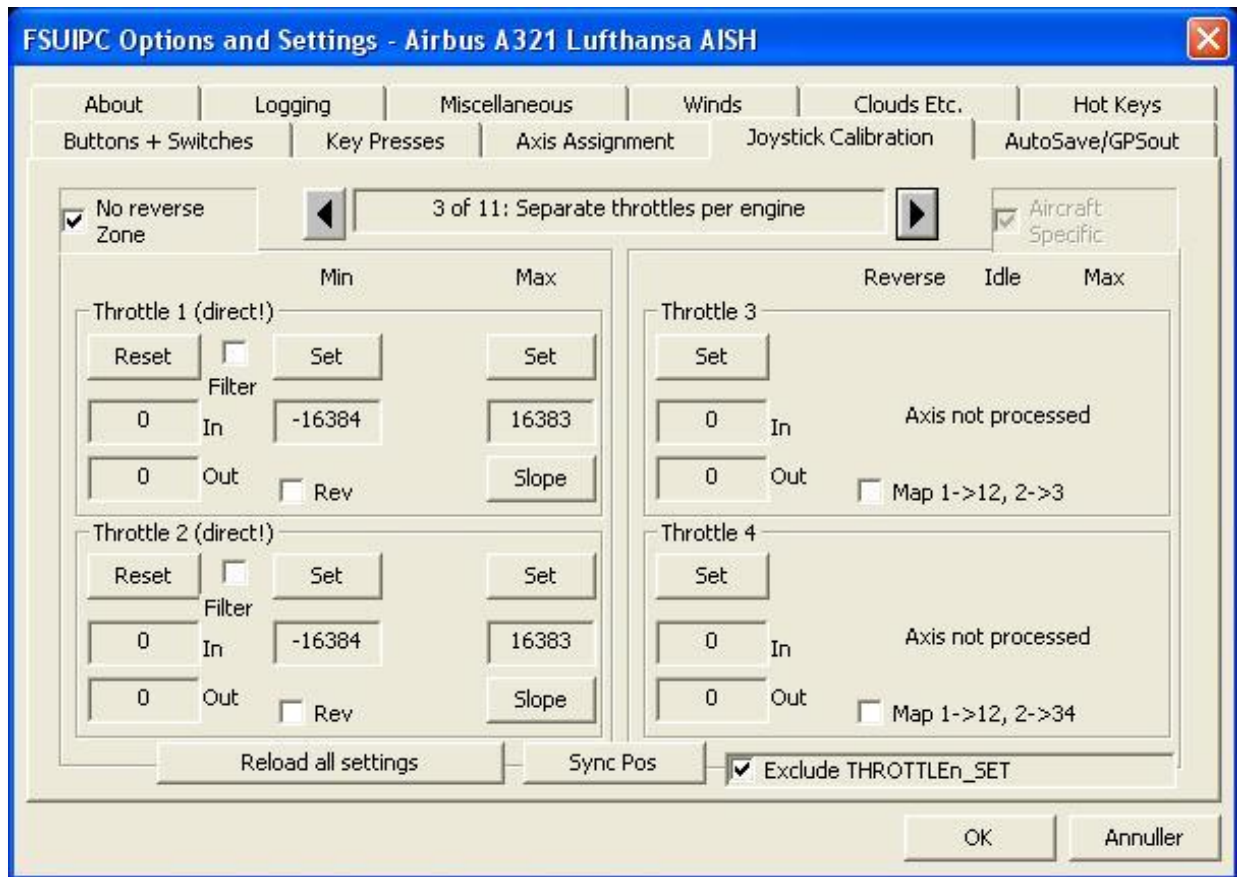 FSUIPC Options and Settings - Airbus A321 Lufthansa AISH
About Logging Miscellaneous Winds Clouds Etc. Hot Keys
Buttons + Switches Key Presses Axis Assignment Joystick Calibration AutoSave/GPSout
No reverse Zone
3 of 11: Separate throttles per engine
Aircraft Specific
Min Max
Throttle 1 (direct!)
Reset Filter Set Set
0 In -16384 16383
0 Out Rev Slope
Throttle 2 (direct!)
Reset Filter Set Set
0 In -16384 16383
0 Out Rev Slope
Reverse Idle Max
Throttle 3
Set
0 In Axis not processed
0 Out Map 1->12, 2->3
Throttle 4
Set
0 In Axis not processed
0 Out Map 1->12, 2->34
Reload all settings Sync Pos Exclude THROTTLEn_SET
OK Annuller